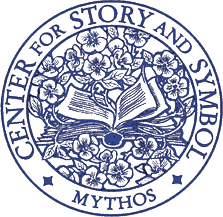 CENTER FOR STORY AND SYMBOL
MYTHOS